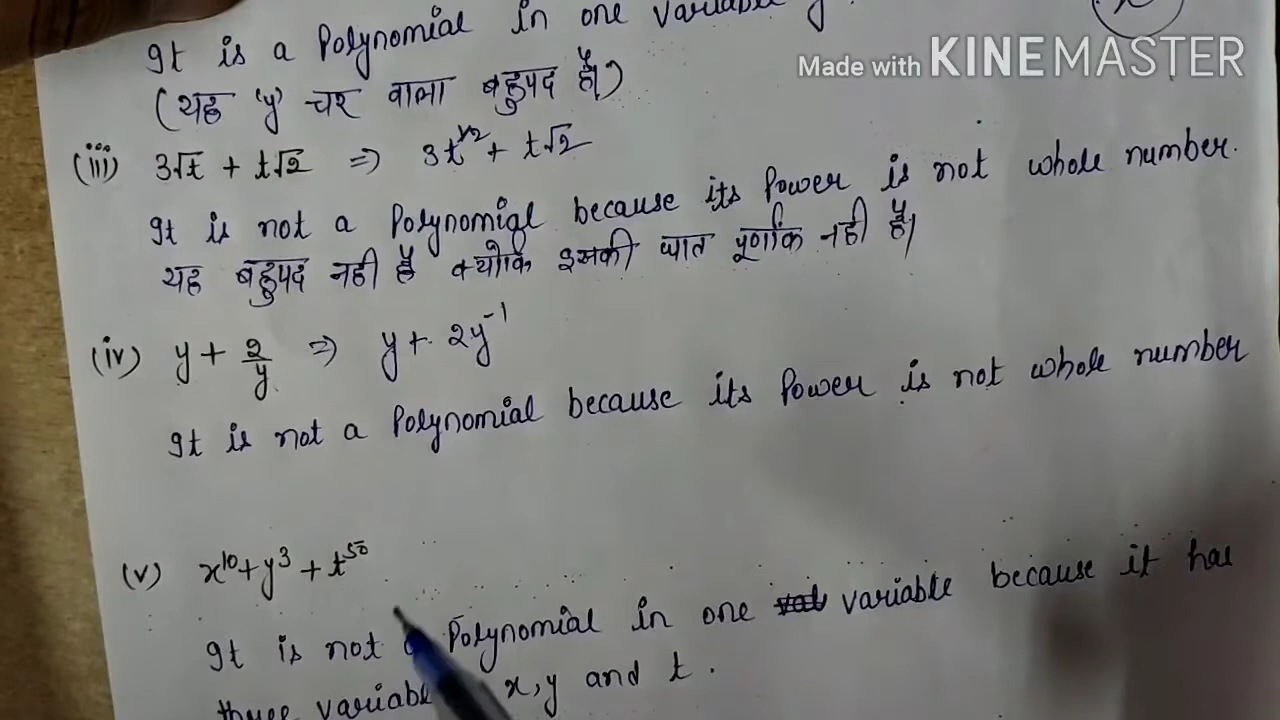 It is a Polynomial in one variable y.
Made with KINEMASTER
(यह 'y' चर वाला बहुपद है।)
(iii) 3√t + t√2 ⇒ 3t^1/2 + t√2
It is not a Polynomial because its Power is not whole number.
यह बहुपद नही है क्योकि इसकी घात पूर्णांक नही है।
(iv) y + 2/y ⇒ y + 2y^-1
It is not a Polynomial because its Power is not whole number
(v) x^10 + y^3 + t^50
It is not a Polynomial in one variable because it has
three variable x, y and t.